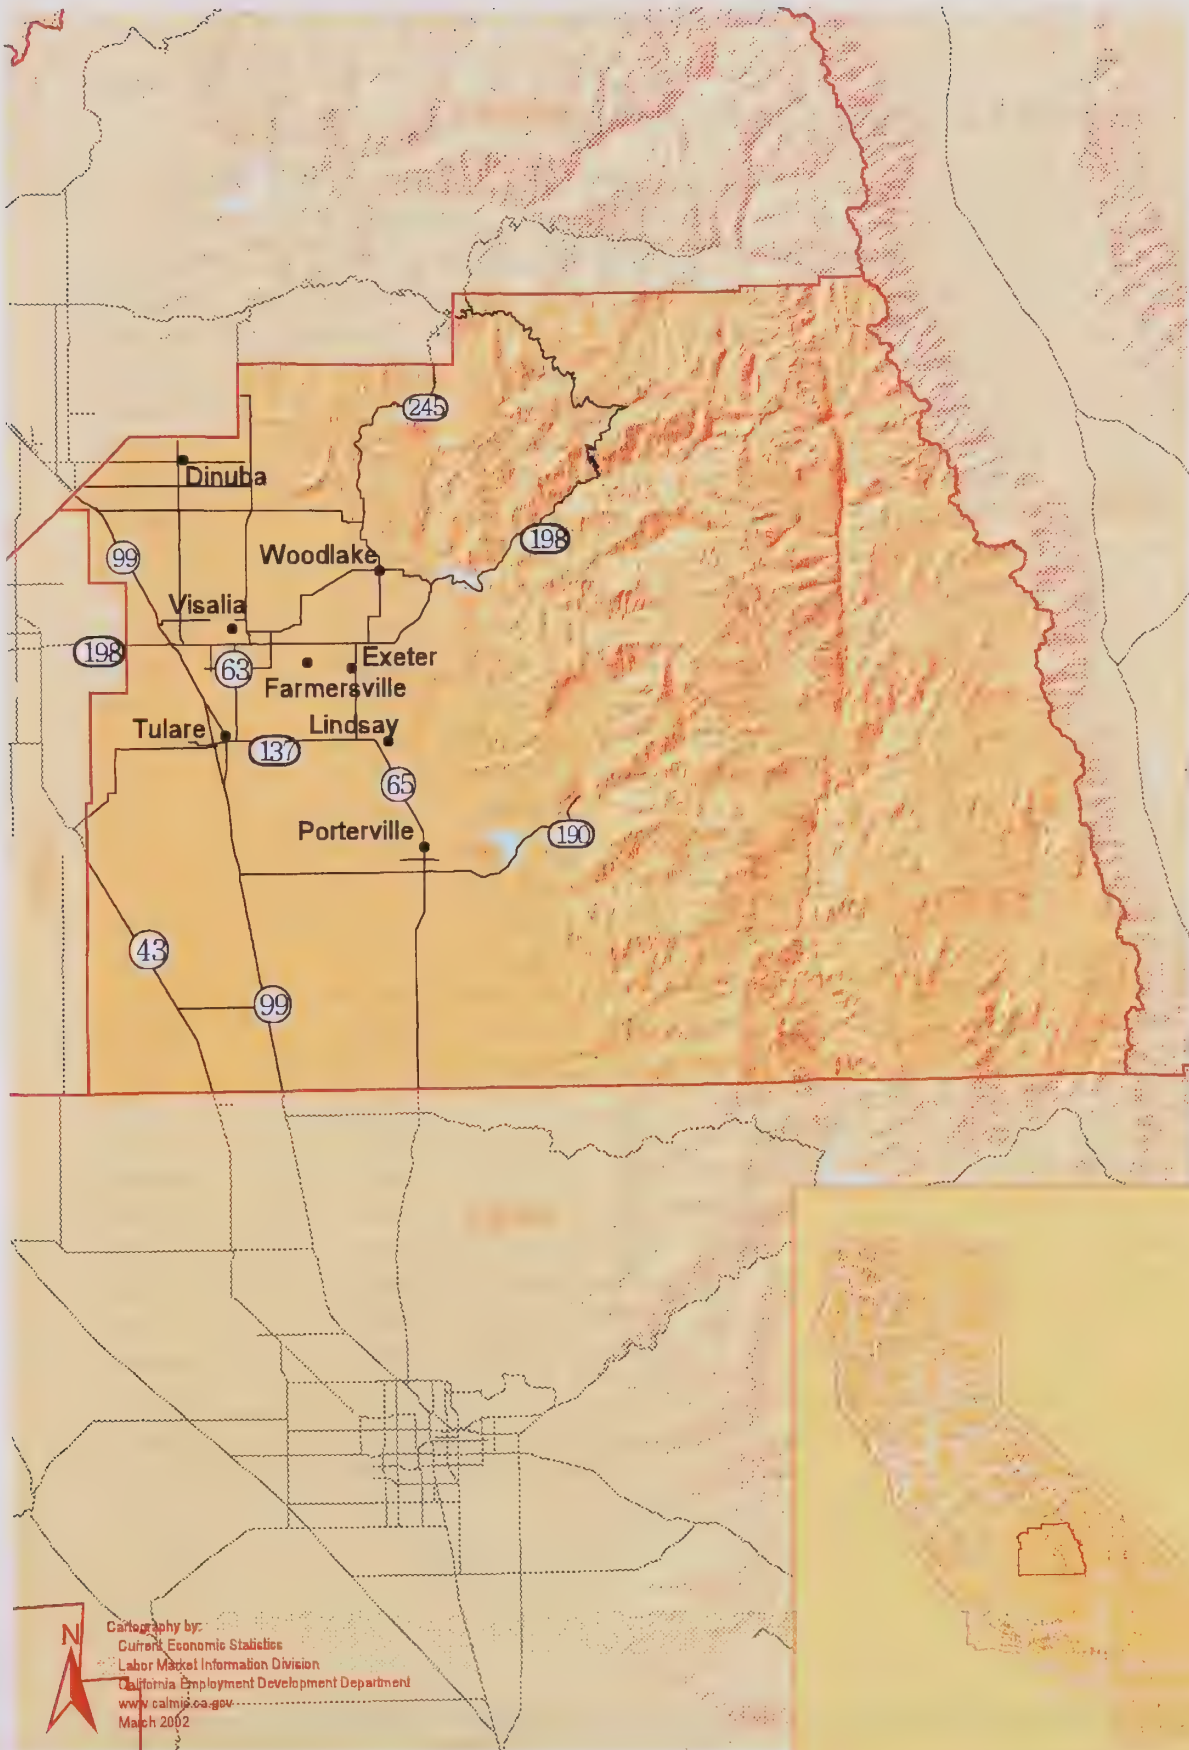 245
Dinuba
198
99
Woodlake
Visalia
198
63
Exeter
Farmersville
Tulare
Lindsay
137
65
Porterville
190
43
99
N
Cartography by:
Current Economic Statistics
Labor Market Information Division
California Employment Development Department
www.calmis.ca.gov
March 2002